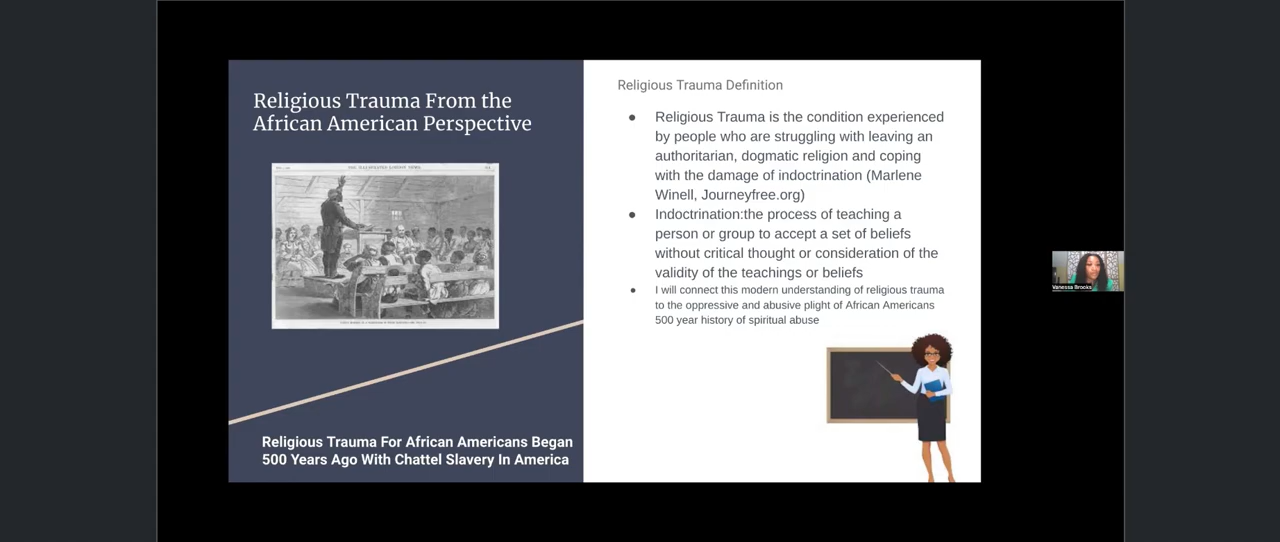 Religious Trauma From the
African American Perspective
THE ILLUSTRATED LONDON NEWS
Religious Trauma For African Americans Began
500 Years Ago With Chattel Slavery In America
Religious Trauma Definition
● Religious Trauma is the condition experienced
by people who are struggling with leaving an
authoritarian, dogmatic religion and coping
with the damage of indoctrination (Marlene
Winell, Journeyfree.org)
● Indoctrination:the process of teaching a
person or group to accept a set of beliefs
without critical thought or consideration of the
validity of the teachings or beliefs
● I will connect this modern understanding of religious trauma
to the oppressive and abusive plight of African Americans
500 year history of spiritual abuse
Vanessa Brooks